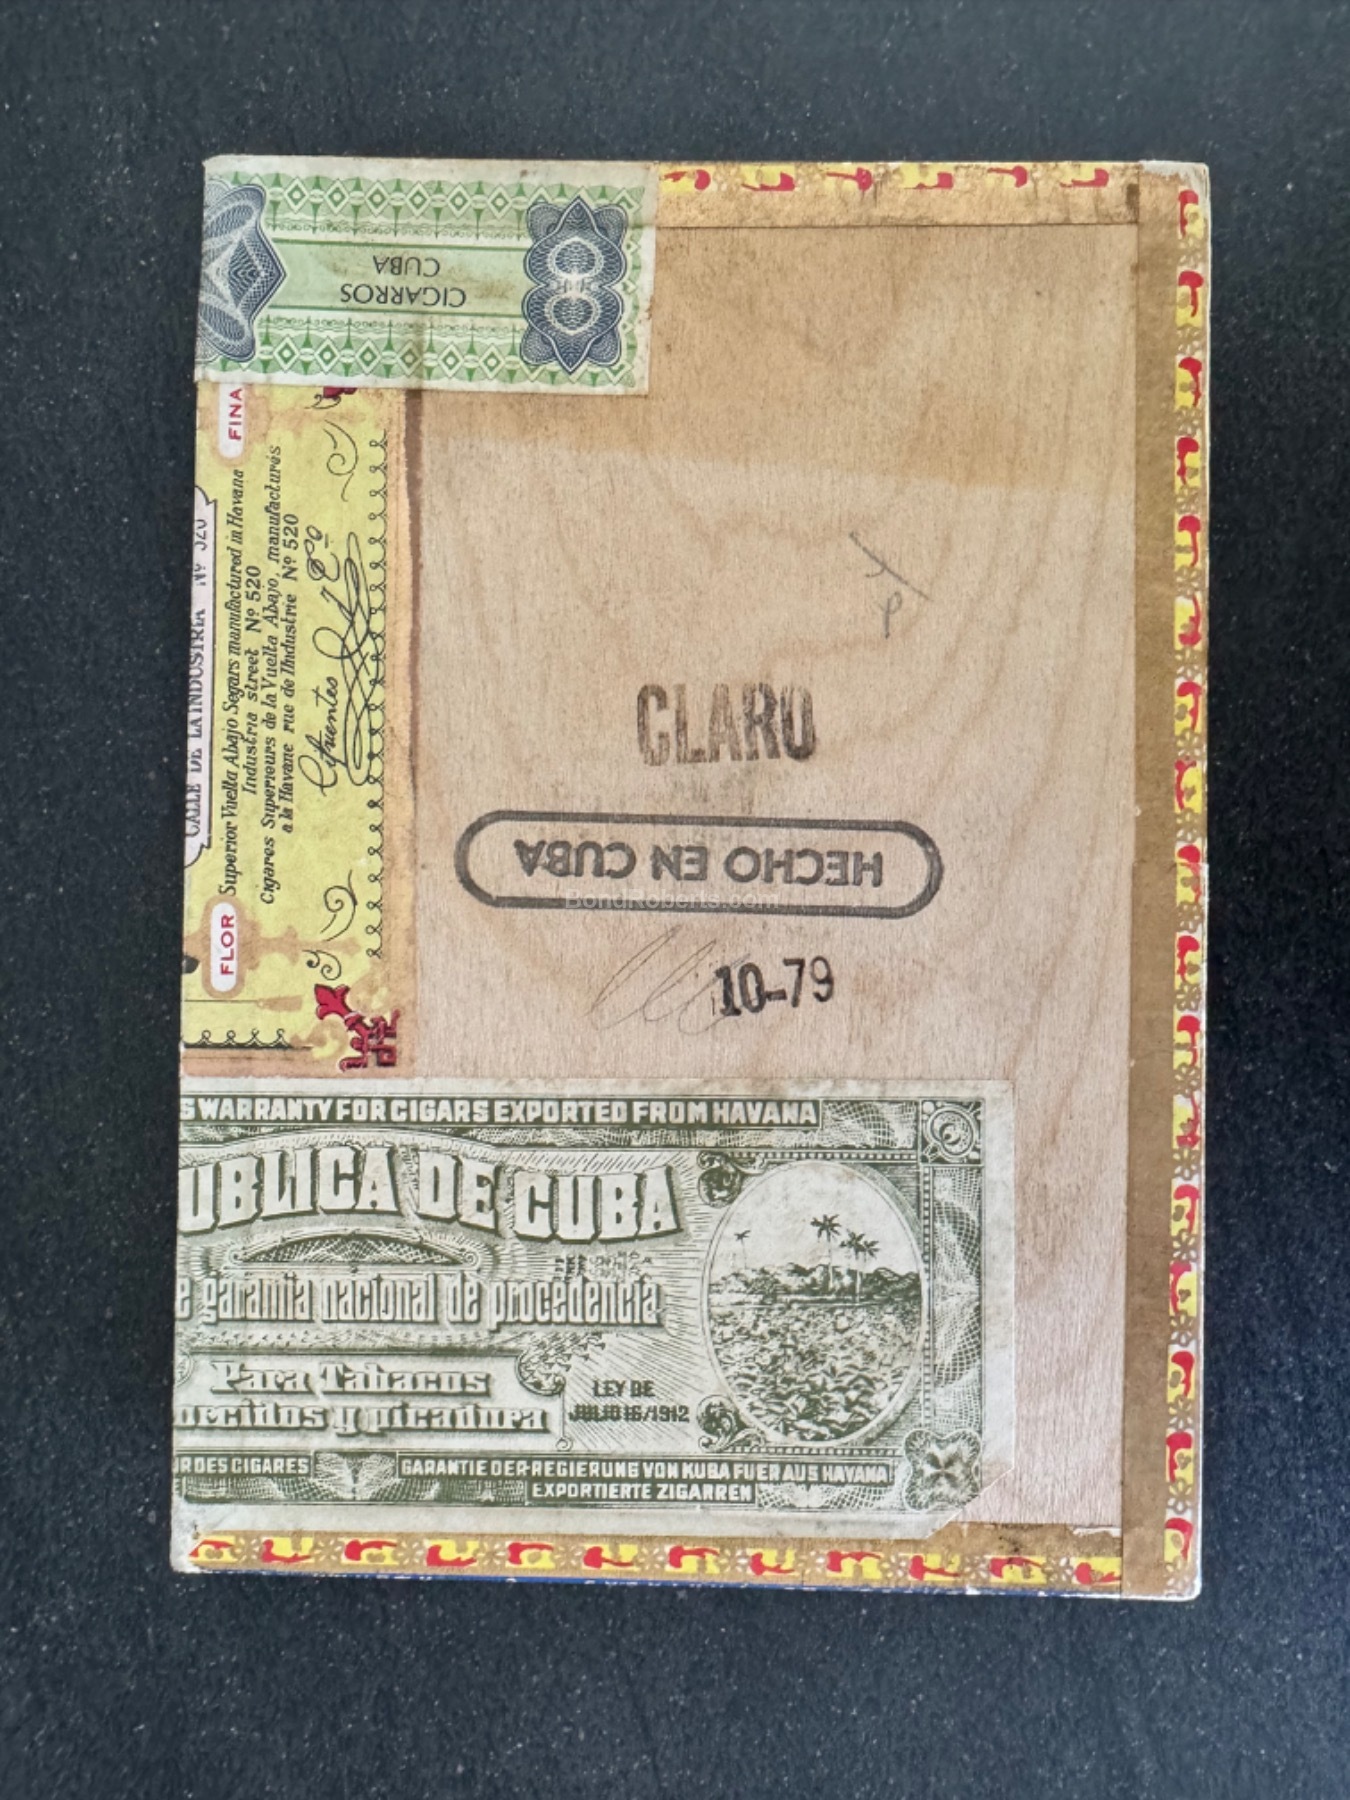 CIGARROS
CUBA
FINA
CALLE DE LA INDUSTRIA Nº 520
Superior Vuelta Abajo Segars manufactured in Havana
Industria street Nº 520
Cigares Superieurs de la Vuelta Abajo, manufacturés
a la Havane rue de l'Industrie Nº 520
Cifuentes y Cº
FLOR
CLARO
HECHO EN CUBA
BondRoberts.com
10-79
S WARRANTY FOR CIGARS EXPORTED FROM HAVANA
UBLICA DE CUBA
garantia nacional de procedencia
Para Tabacos
y picadura
LEY DE
JULIO 16/1912
R DES CIGARES
GARANTIE DER REGIERUNG VON KUBA FUER AUS HAVANA
EXPORTIERTE ZIGARREN